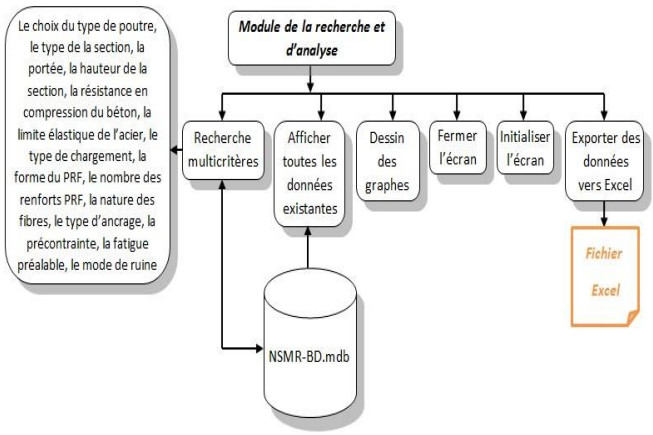 Le choix du type de poutre,
le type de la section, la
portée, la hauteur de la
section, la résistance en
compression du béton, la
limite élastique de l'acier, le
type de chargement, la
forme du PRF, le nombre des
renforts PRF, la nature des
fibres, le type d'ancrage, la
précontrainte, la fatigue
préalable, le mode de ruine
Module de la recherche et
d'analyse
Recherche
multicritères
Afficher
toutes les
données
existantes
Dessin
des
graphes
Fermer
l'écran
Initialiser
l'écran
Exporter des
données
vers Excel
Fichier
Excel
NSMR-BD.mdb